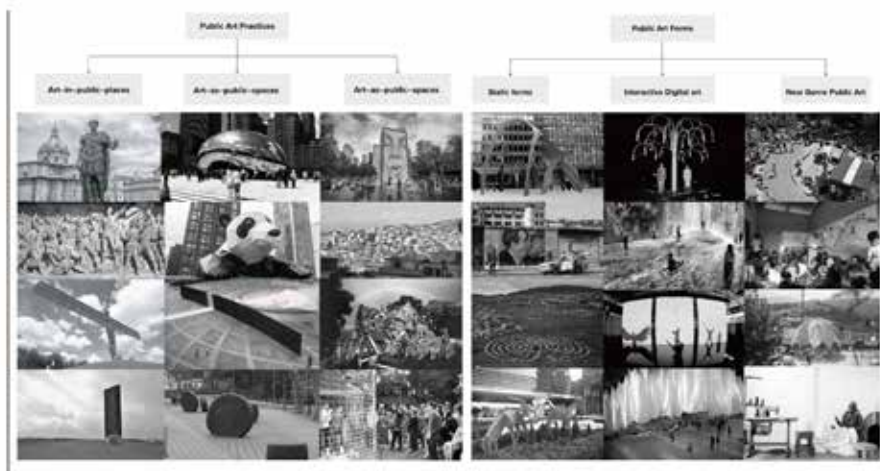 Public Art Practices
Public Art Forms
Art-in-public-places
Art-as-public-spaces
Art-as-public-spaces
Static forms
Interactive Digital art
New Genre Public Art